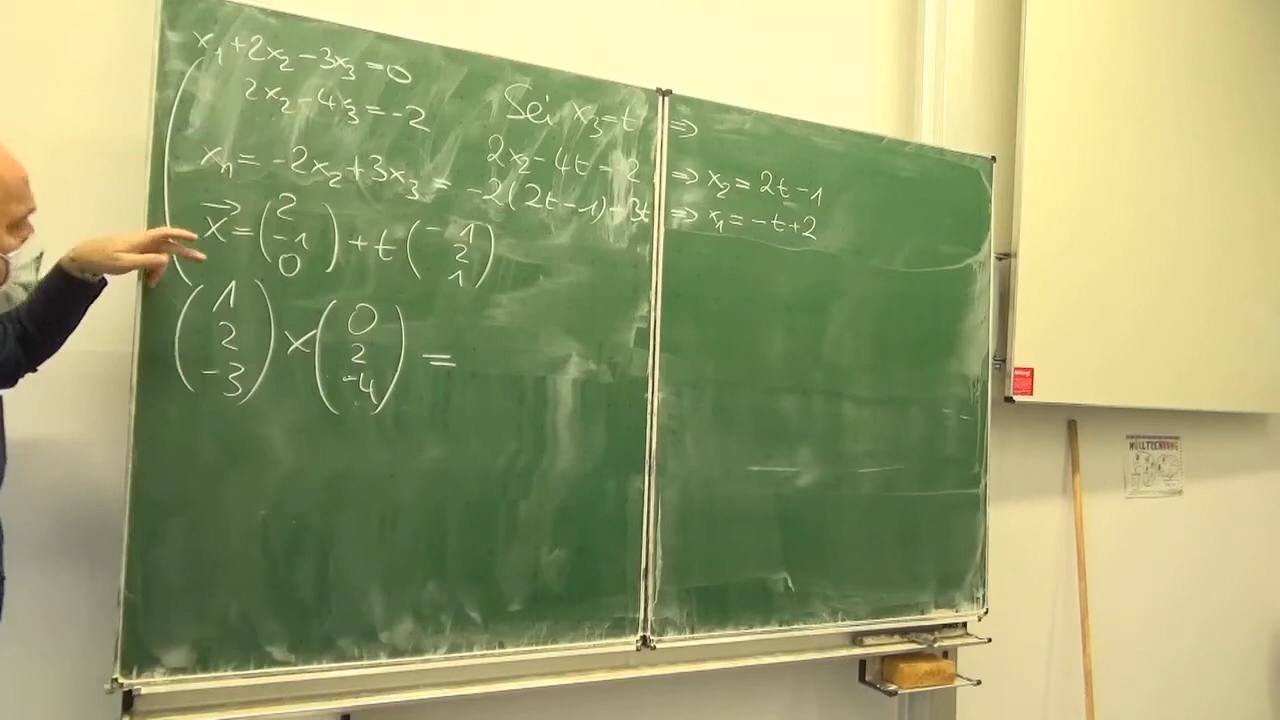 x₁+2x₂-3x₃=0
2x₂-4x₃=-2
Sei x₃=t ⇒
2x₂-4t=-2 ⇒ x₂=2t-1
x₁=-2x₂+3x₃=-2(2t-1)+3t ⇒ x₁=-t+2
x⃗=(2 -1 0)+t(-1 2 1)
(1 2 -3)×(0 2 -4)=
MÜLLTRENNUNG